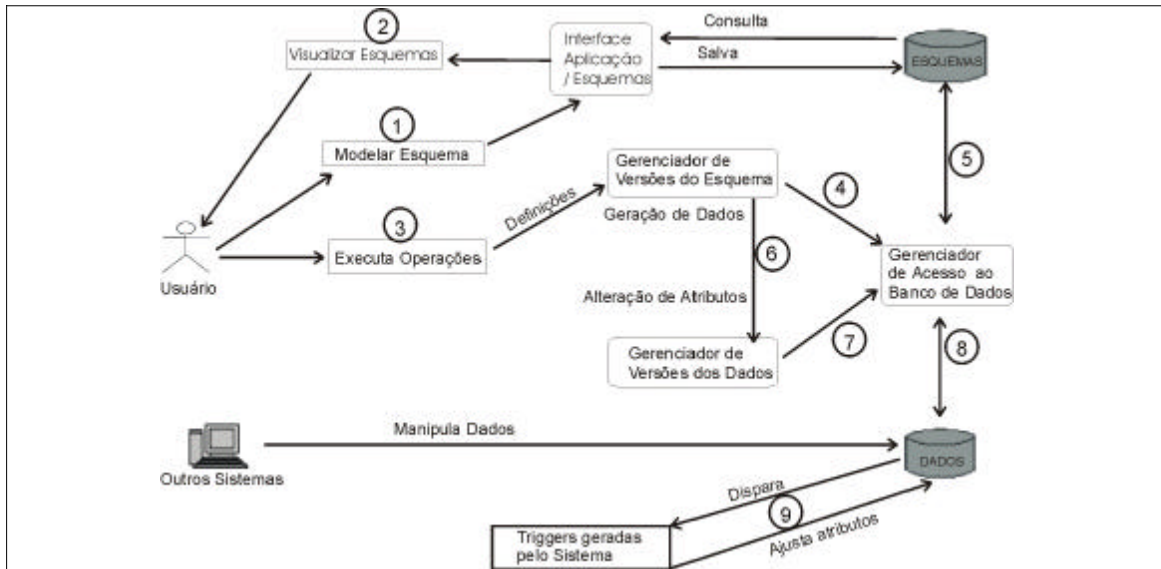 2
Visualizar Esquemas
Interface
Aplicação
/ Esquemas
Consulta
Salva
ESQUEMAS
1
Modelar Esquema
3
Executa Operações
Usuário
Definições
Gerenciador de
Versões do Esquema
Geração de Dados
4
5
6
Gerenciador
de Acesso ao
Banco de Dados
Alteração de Atributos
7
Gerenciador de
Versões dos Dados
8
Manipula Dados
Outros Sistemas
DADOS
Dispara
9
Ajusta atributos
Triggers geradas
pelo Sistema